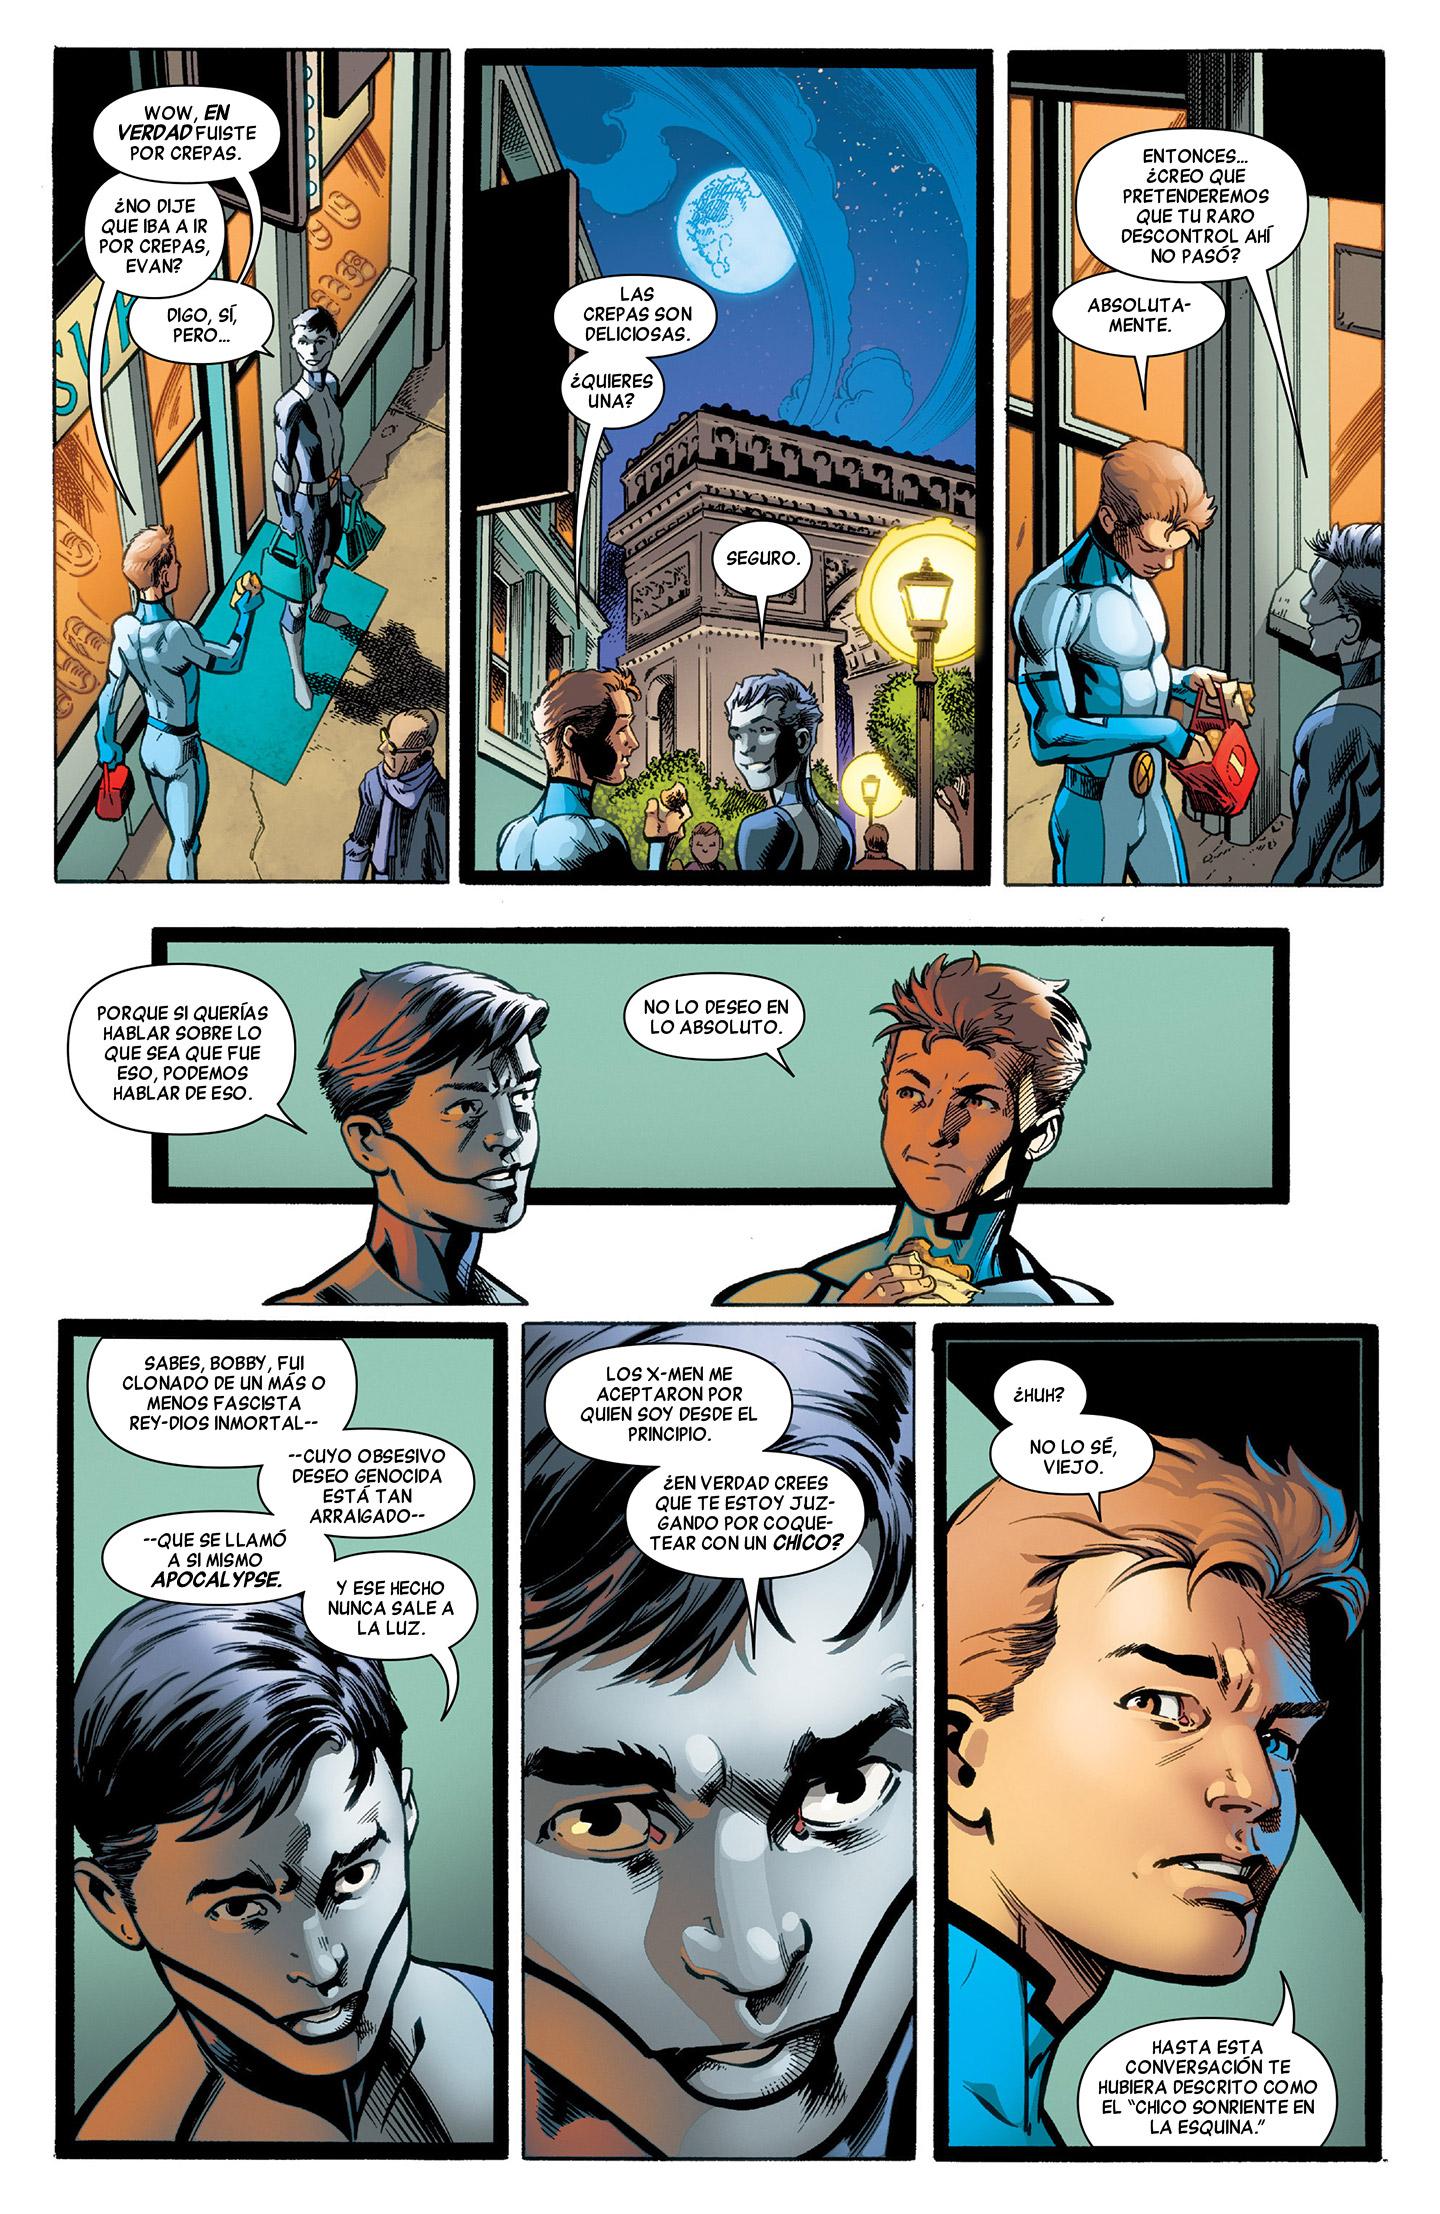 WOW, EN
VERDAD FUISTE
POR CREPAS.
¿NO DIJE
QUE IBA A IR
POR CREPAS,
EVAN?
DIGO, SÍ,
PERO...
LAS
CREPAS SON
DELICIOSAS.
¿QUIERES
UNA?
SEGURO.
ENTONCES...
¿CREO QUE
PRETENDEREMOS
QUE TU RARO
DESCONTROL AHÍ
NO PASÓ?
ABSOLUTA-
MENTE.
PORQUE SI QUERÍAS
HABLAR SOBRE LO
QUE SEA QUE FUE
ESO, PODEMOS
HABLAR DE ESO.
NO LO DESEO EN
LO ABSOLUTO.
SABES, BOBBY, FUI
CLONADO DE UN MÁS O
MENOS FASCISTA
REY-DIOS INMORTAL--
--CUYO OBSESIVO
DESEO GENOCIDA
ESTÁ TAN
ARRAIGADO--
--QUE SE LLAMÓ
A SI MISMO
APOCALYPSE.
Y ESE HECHO
NUNCA SALE A
LA LUZ.
LOS X-MEN ME
ACEPTARON POR
QUIEN SOY DESDE EL
PRINCIPIO.
¿EN VERDAD CREES
QUE TE ESTOY JUZ-
GANDO POR COQUE-
TEAR CON UN CHICO?
¿HUH?
NO LO SÉ,
VIEJO.
HASTA ESTA
CONVERSACIÓN TE
HUBIERA DESCRITO COMO
EL "CHICO SONRIENTE EN
LA ESQUINA."